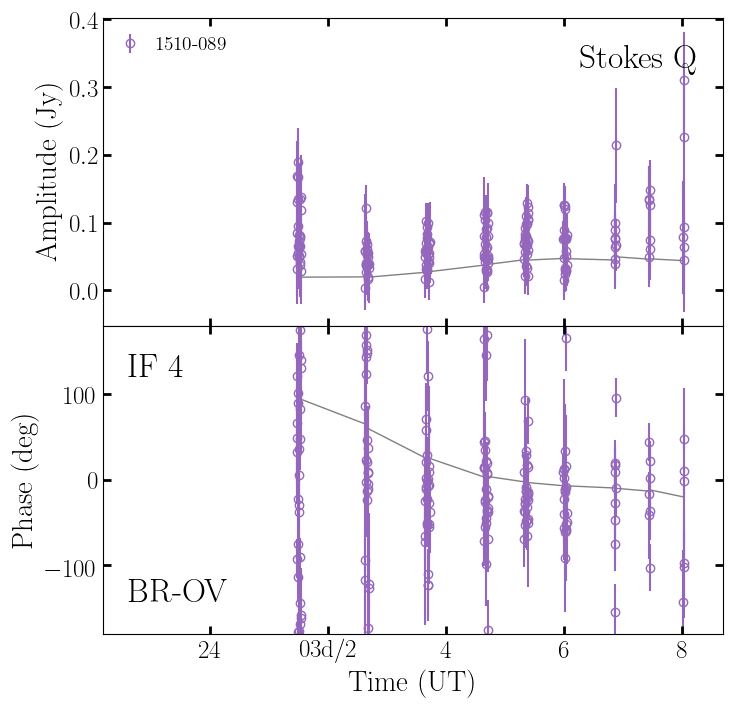 0.4
1510-089
Stokes Q
0.3
0.2
0.1
0.0
Amplitude (Jy)
IF 4
100
0
−100
Phase (deg)
BR-OV
24
03d/2
4
6
8
Time (UT)